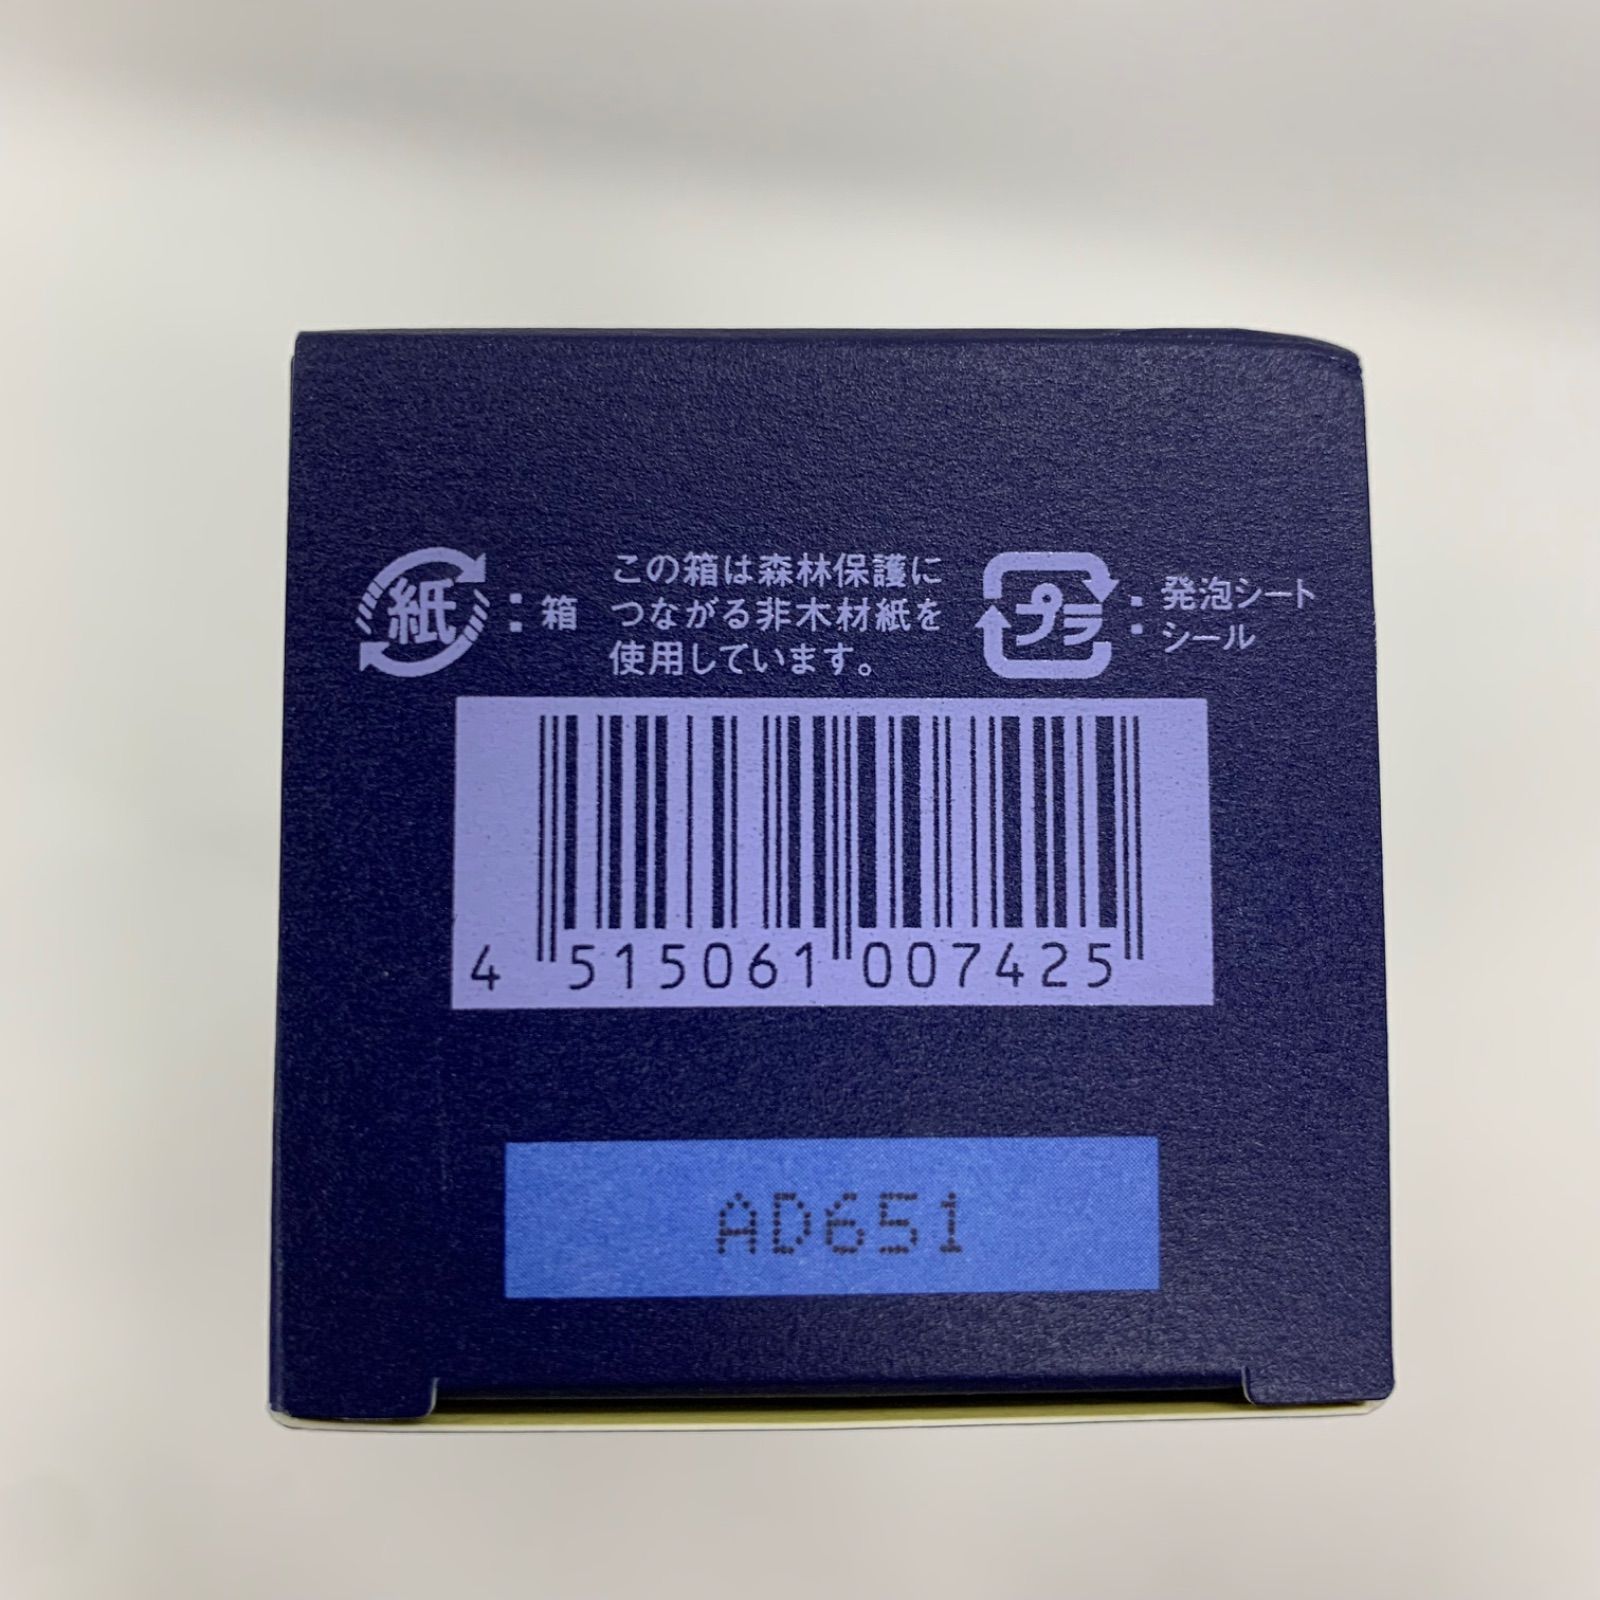 紙 : 箱
この箱は森林保護に
つながる非木材紙を
使用しています。
プラ : 発泡シート
シール
4 515061 007425
AD651